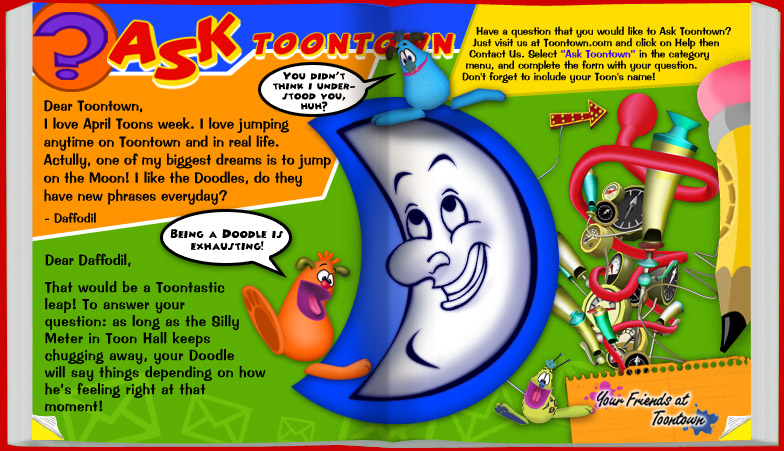 ? ASK TOONTOWN
Have a question that you would like to Ask Toontown?
Just visit us at Toontown.com and click on Help then
Contact Us. Select "Ask Toontown" in the category
menu, and complete the form with your question.
Don't forget to include your Toon's name!
You didn't
think I under-
stood you,
huh?
Dear Toontown,
I love April Toons week. I love jumping
anytime on Toontown and in real life.
Actully, one of my biggest dreams is to jump
on the Moon! I like the Doodles, do they
have new phrases everyday?
- Daffodil
Being a Doodle is
exhausting!
Dear Daffodil,
That would be a Toontastic
leap! To answer your
question: as long as the Silly
Meter in Toon Hall keeps
chugging away, your Doodle
will say things depending on how
he's feeling right at that
moment!
Your Friends at
Toontown